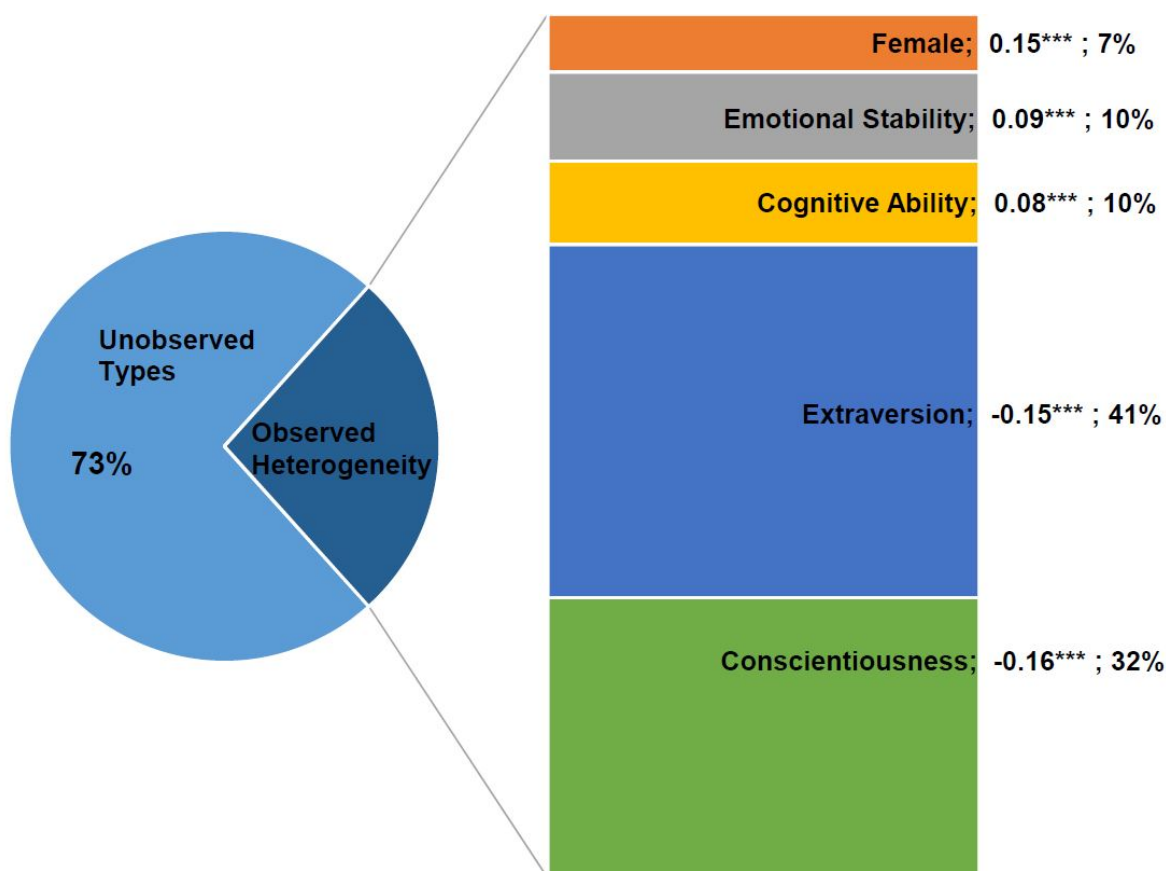 Female; 0.15*** ; 7%
Emotional Stability; 0.09*** ; 10%
Cognitive Ability; 0.08*** ; 10%
Unobserved
Types
73%
Observed
Heterogeneity
Extraversion; -0.15*** ; 41%
Conscientiousness; -0.16*** ; 32%